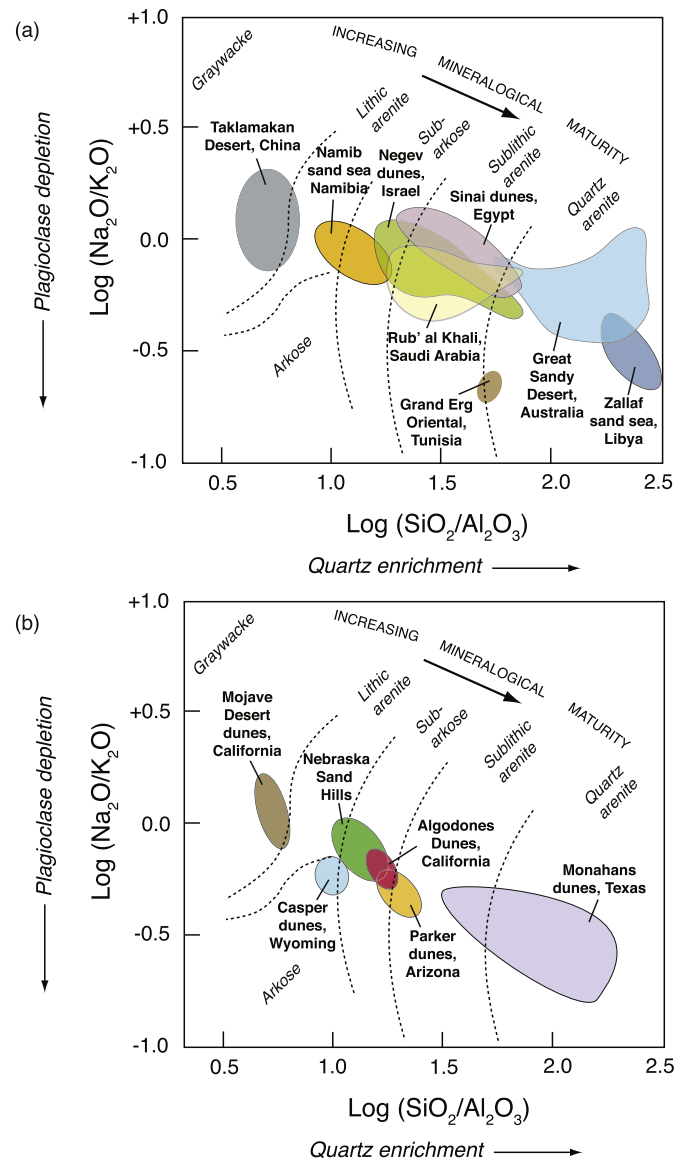 (a)
+1.0
+0.5
0.0
-0.5
-1.0
Log (Na₂O/K₂O)
Plagioclase depletion
Graywacke
INCREASING
MINERALOGICAL
MATURITY
Lithic
arenite
Sub-
arkose
Sublithic
arenite
Quartz
arenite
Arkose
Taklamakan
Desert, China
Namib
sand sea
Namibia
Negev
dunes,
Israel
Sinai dunes,
Egypt
Rub' al Khali,
Saudi Arabia
Grand Erg
Oriental,
Tunisia
Great
Sandy
Desert,
Australia
Zallaf
sand sea,
Libya
0.5
1.0
1.5
2.0
2.5
Log (SiO₂/Al₂O₃)
Quartz enrichment
(b)
+1.0
+0.5
0.0
-0.5
-1.0
Log (Na₂O/K₂O)
Plagioclase depletion
Graywacke
INCREASING
MINERALOGICAL
MATURITY
Lithic
arenite
Sub-
arkose
Sublithic
arenite
Quartz
arenite
Arkose
Mojave
Desert
dunes,
California
Nebraska
Sand
Hills
Algodones
Dunes,
California
Monahans
dunes, Texas
Casper
dunes,
Wyoming
Parker
dunes,
Arizona
0.5
1.0
1.5
2.0
2.5
Log (SiO₂/Al₂O₃)
Quartz enrichment